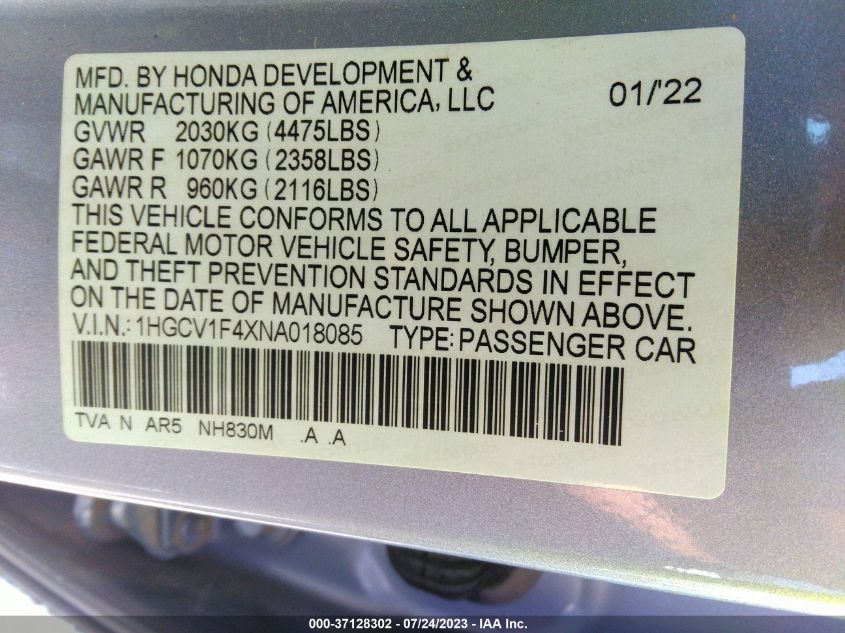 MFD. BY HONDA DEVELOPMENT &
MANUFACTURING OF AMERICA, LLC 01/'22
GVWR 2030KG (4475LBS)
GAWR F 1070KG (2358LBS)
GAWR R 960KG (2116LBS)
THIS VEHICLE CONFORMS TO ALL APPLICABLE
FEDERAL MOTOR VEHICLE SAFETY, BUMPER,
AND THEFT PREVENTION STANDARDS IN EFFECT
ON THE DATE OF MANUFACTURE SHOWN ABOVE.
V.I.N.: 1HGCV1F4XNA018085 TYPE: PASSENGER CAR
TVA N AR5 NH830M .A .A
000-37128302 - 07/24/2023 - IAA Inc.